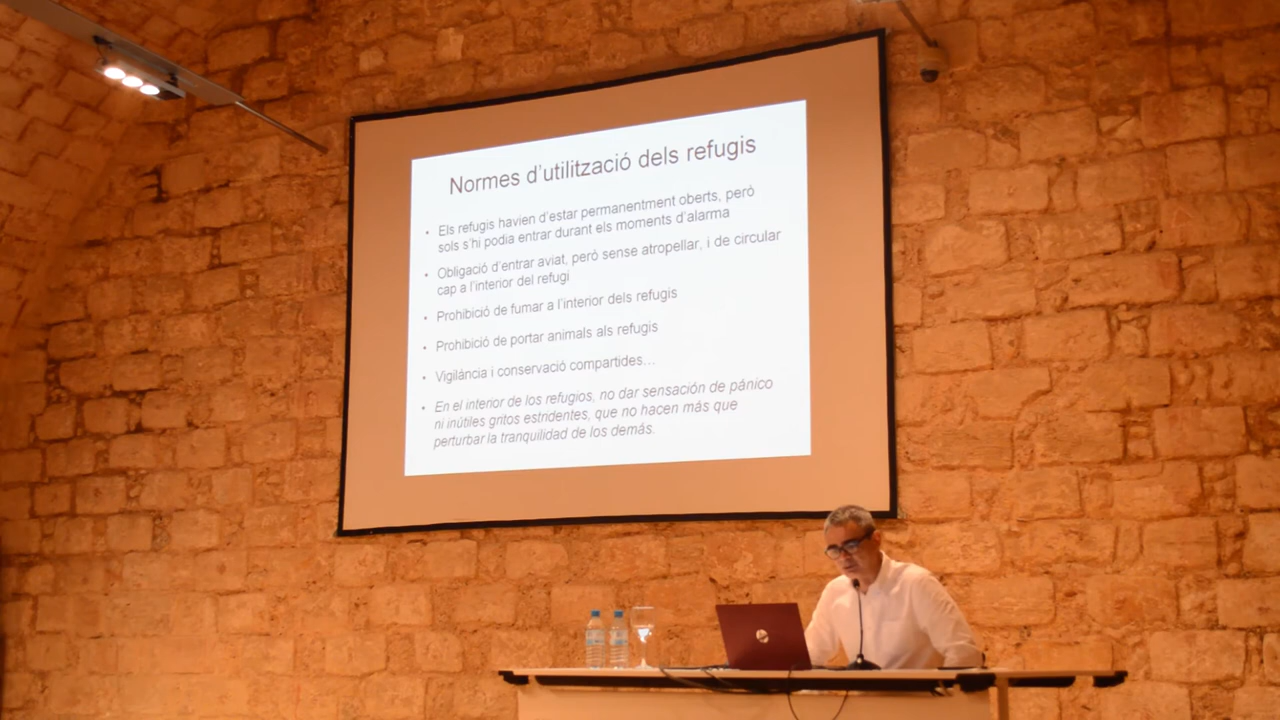 Normes d'utilització dels refugis
• Els refugis havien d'estar permanentment oberts, però
sols s'hi podia entrar durant els moments d'alarma
• Obligació d'entrar aviat, però sense atropellar, i de circular
cap a l'interior del refugi
• Prohibició de fumar a l'interior dels refugis
• Prohibició de portar animals als refugis
• Vigilància i conservació compartides…
• En el interior de los refugios, no dar sensación de pánico
ni inútiles gritos estridentes, que no hacen más que
perturbar la tranquilidad de los demás.